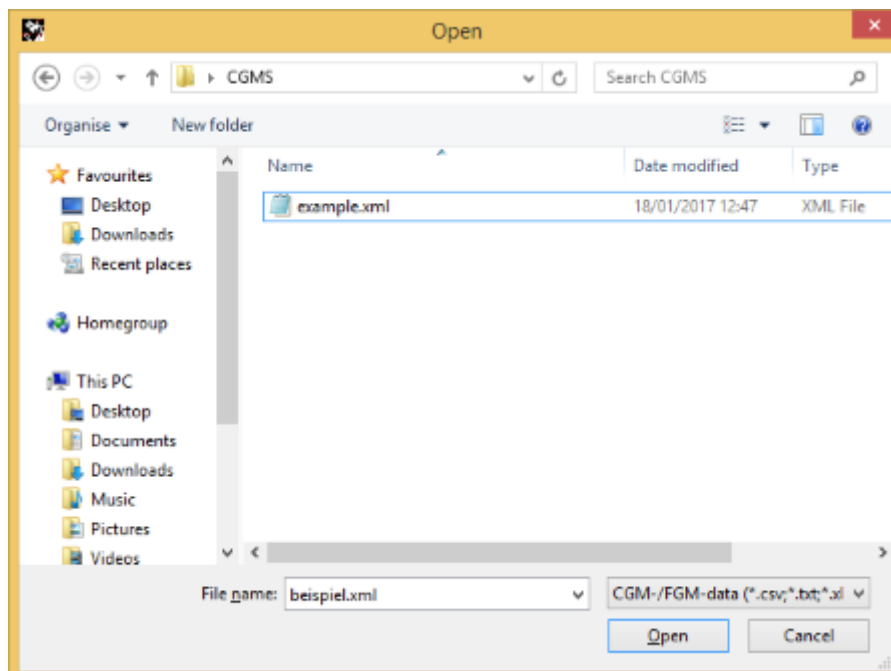 Open
CGMS
Search CGMS
Organise
New folder
Name
Date modified
Type
example.xml
18/01/2017 12:47
XML File
Favourites
Desktop
Downloads
Recent places
Homegroup
This PC
Desktop
Documents
Downloads
Music
Pictures
Videos
File name:
beispiel.xml
CGM-/FGM-data (*.csv;*.txt;*.xl
Open
Cancel